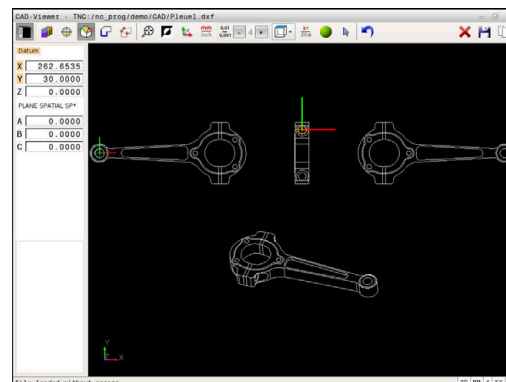 CAD-Viewer - TNC:/nc_prog/demo/CAD/Pleuel.dxf
mm
inch
0.01
0.001
4
XY
Datum
X 262.6535
Y 30.0000
Z 0.0000
PLANE SPATIAL SP*
A 0.0000
B 0.0000
C 0.0000
Y
Z
X